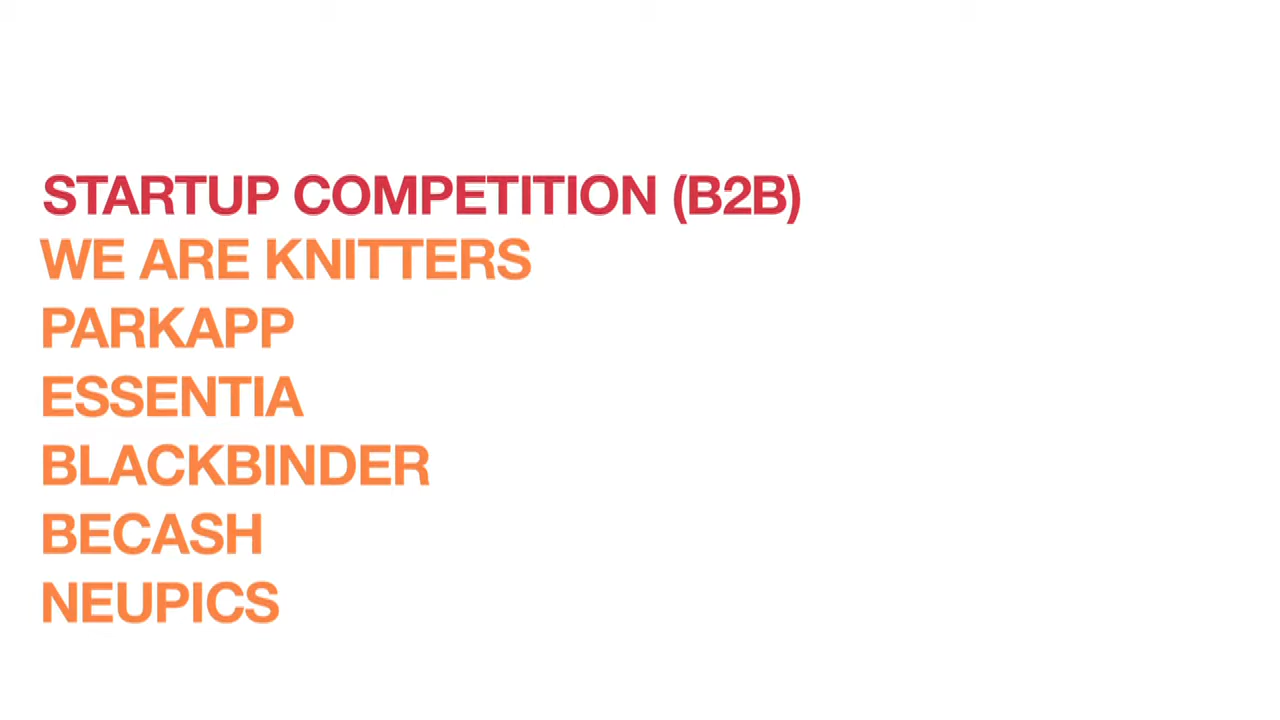 STARTUP COMPETITION (B2B)
WE ARE KNITTERS
PARKAPP
ESSENTIA
BLACKBINDER
BECASH
NEUPICS